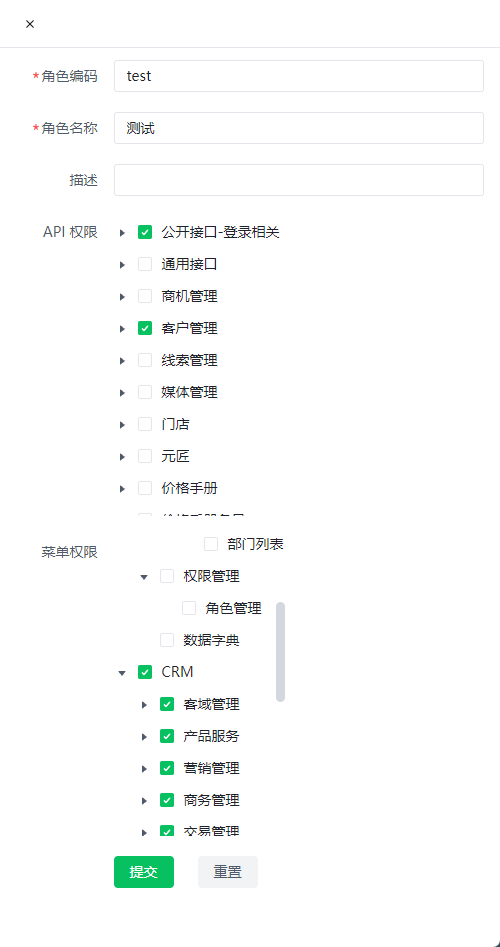 *角色编码 test
*角色名称 测试
描述
API 权限 公开接口-登录相关
通用接口
商机管理
客户管理
线索管理
媒体管理
门店
元匠
价格手册
菜单权限
部门列表
权限管理
角色管理
数据字典
CRM
客域管理
产品服务
营销管理
商务管理
交易管理
提交 重置